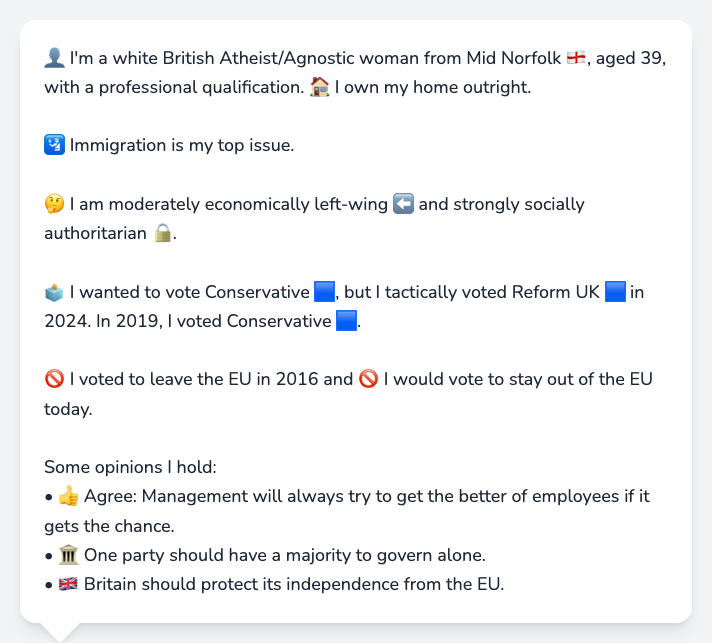 👤 I'm a white British Atheist/Agnostic woman from Mid Norfolk 🏴󠁧󠁢󠁥󠁮󠁧󠁿, aged 39,
with a professional qualification. 🏠 I own my home outright.
🛂 Immigration is my top issue.
🤔 I am moderately economically left-wing ⬅️ and strongly socially
authoritarian 🔒.
🗳️ I wanted to vote Conservative 🟦, but I tactically voted Reform UK 🟦 in
2024. In 2019, I voted Conservative 🟦.
🚫 I voted to leave the EU in 2016 and 🚫 I would vote to stay out of the EU
today.
Some opinions I hold:
• 👍 Agree: Management will always try to get the better of employees if it
gets the chance.
• 🏛️ One party should have a majority to govern alone.
• 🇬🇧 Britain should protect its independence from the EU.